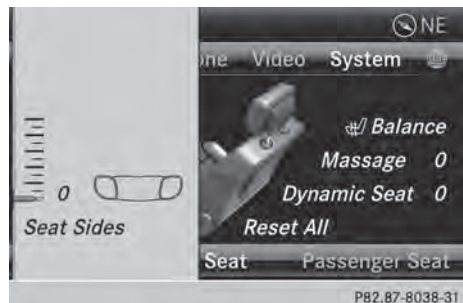 NE
one Video System
Balance
Massage 0
0
Dynamic Seat 0
Seat Sides
Reset All
Seat Passenger Seat
P82.87-8038-31